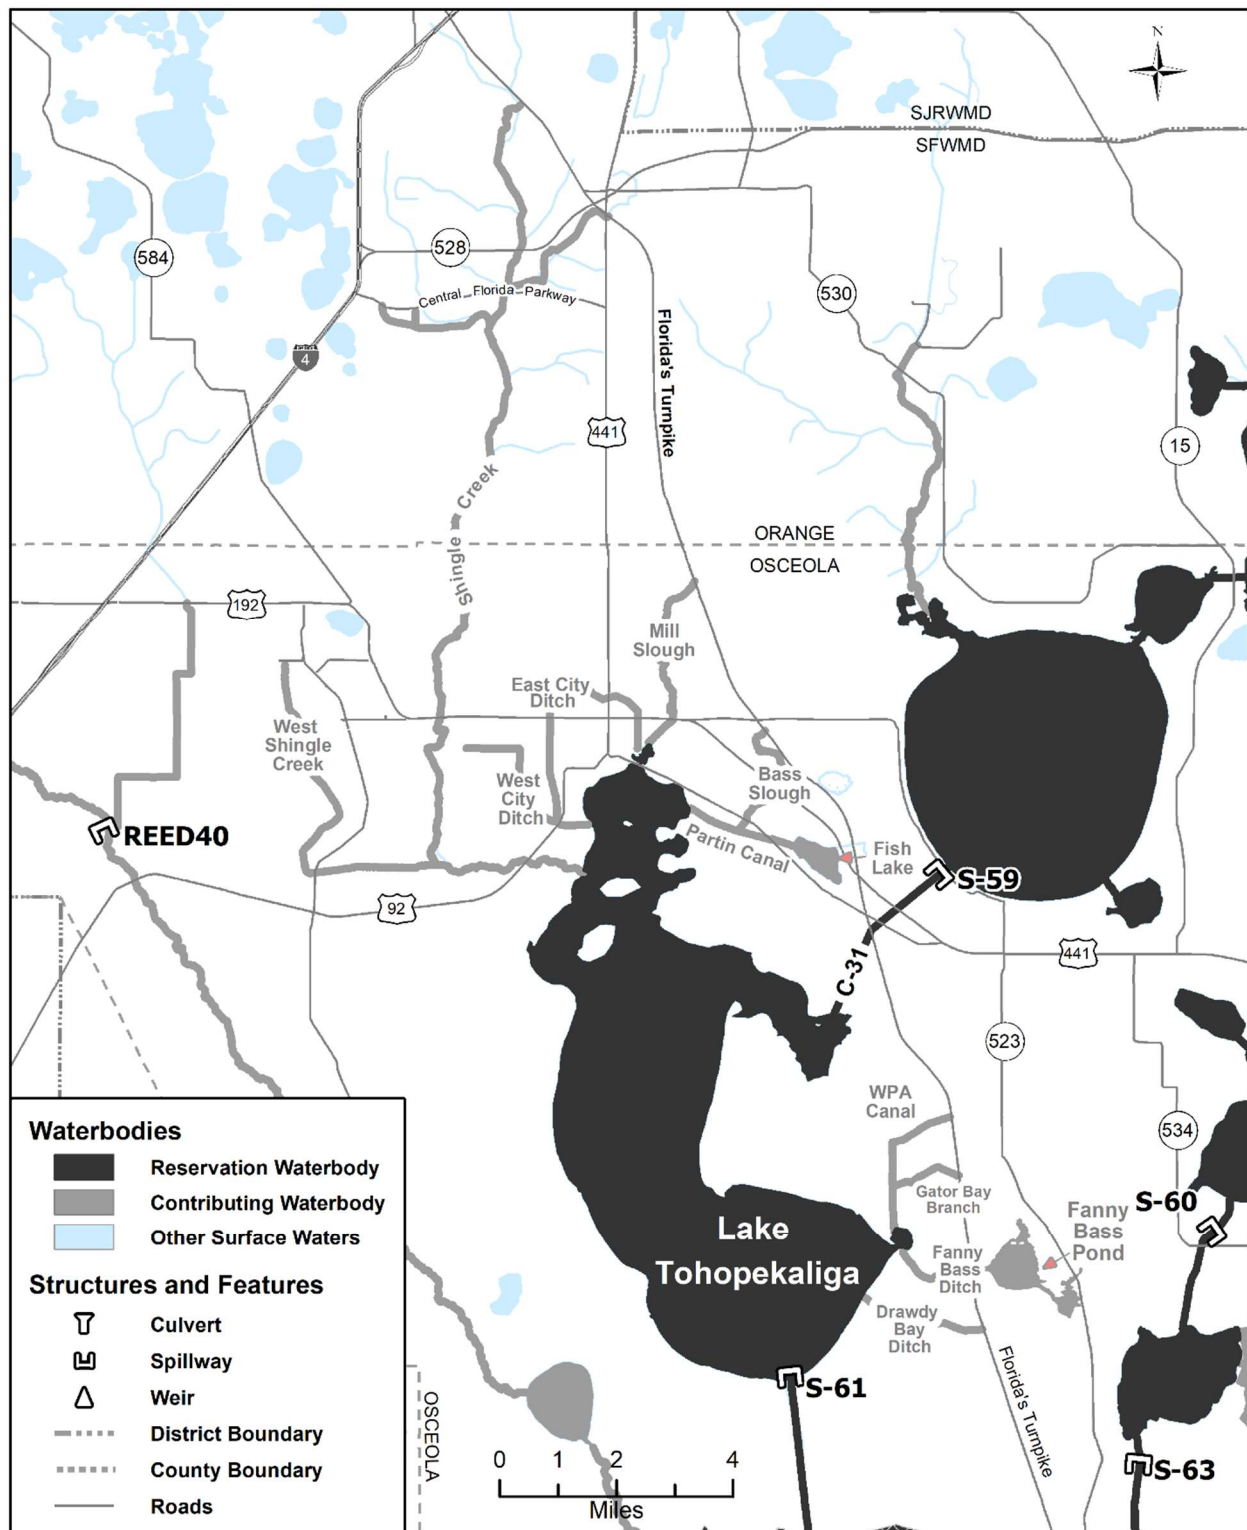 N
SJRWMD
SFWMD
584
528
Central Florida Parkway
530
4
Florida's Turnpike
441
15
Shingle Creek
ORANGE
OSCEOLA
192
Mill
Slough
East City
Ditch
West
Shingle
Creek
West
City
Ditch
Bass
Slough
Partin Canal
Fish
Lake
REED40
S-59
92
441
C-31
523
WPA
Canal
534
Gator Bay
Branch
S-60
Fanny
Bass
Pond
Lake
Tohopekaliga
Fanny
Bass
Ditch
Drawdy
Bay
Ditch
Florida's Turnpike
S-61
S-63
OSCEOLA
0 1 2 4
Miles
Waterbodies
Reservation Waterbody
Contributing Waterbody
Other Surface Waters
Structures and Features
Culvert
Spillway
Weir
District Boundary
County Boundary
Roads